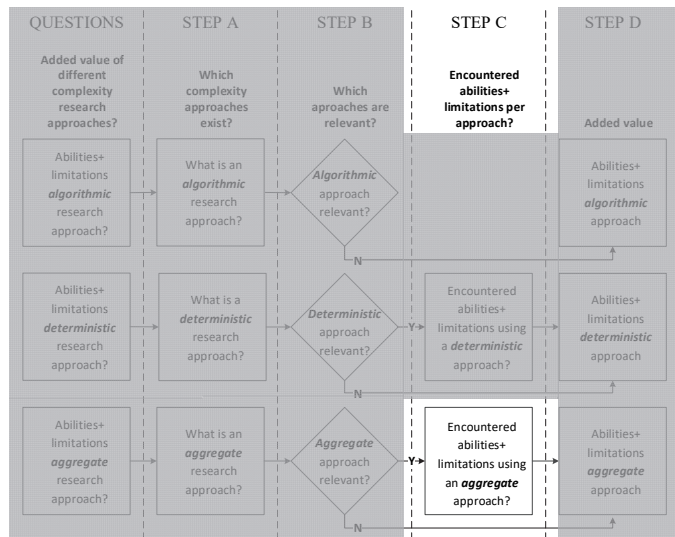 QUESTIONS
STEP A
STEP B
STEP C
STEP D
Added value of
different
complexity
research
approaches?
Which
complexity
approaches
exist?
Which
aproaches are
relevant?
Encountered
abilities+
limitations per
approach?
Added value
Abilities+
limitations
algorithmic
research
approach?
What is an
algorithmic
research
approach?
Algorithmic
approach
relevant?
Abilities+
limitations
algorithmic
approach
N
Abilities+
limitations
deterministic
research
approach?
What is a
deterministic
research
approach?
Deterministic
approach
relevant?
Y
Encountered
abilities+
limitations using
a deterministic
approach?
Abilities+
limitations
deterministic
approach
N
Abilities+
limitations
aggregate
research
approach?
What is an
aggregate
research
approach?
Aggregate
approach
relevant?
Y
Encountered
abilities+
limitations using
an aggregate
approach?
Abilities+
limitations
aggregate
approach
N